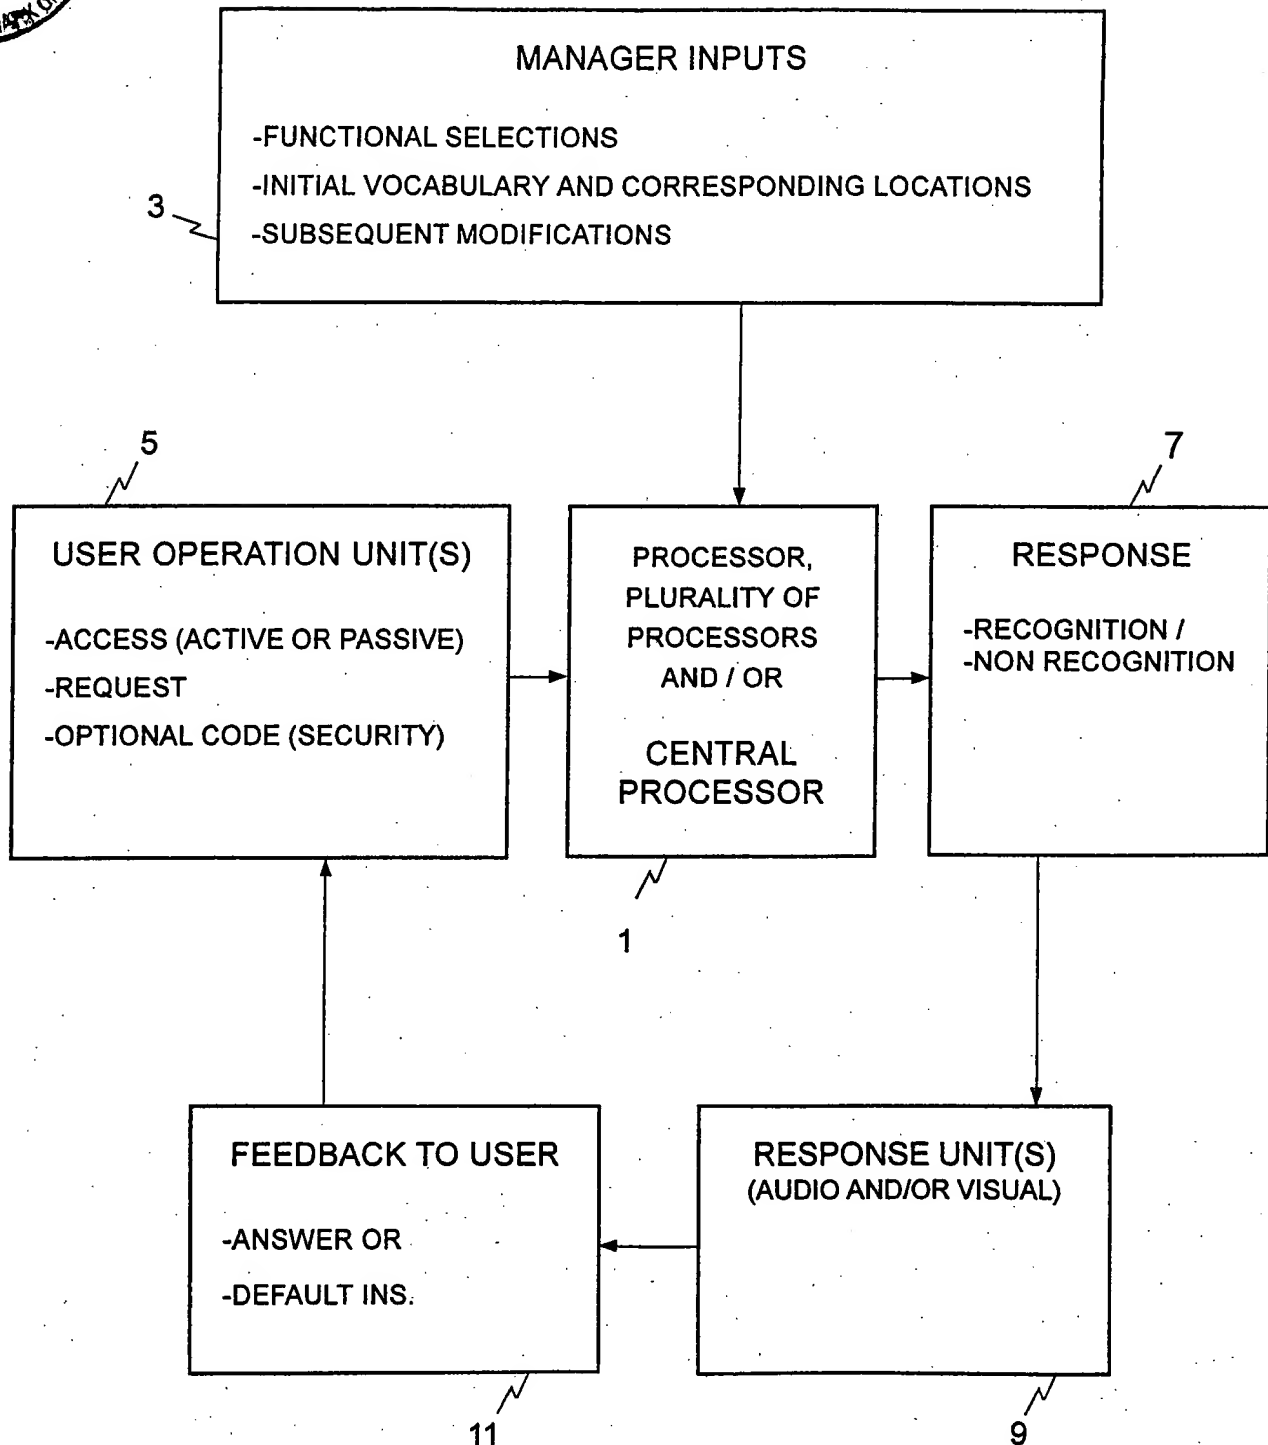 MANAGER INPUTS
-FUNCTIONAL SELECTIONS
-INITIAL VOCABULARY AND CORRESPONDING LOCATIONS
-SUBSEQUENT MODIFICATIONS
3
5
USER OPERATION UNIT(S)
-ACCESS (ACTIVE OR PASSIVE)
-REQUEST
-OPTIONAL CODE (SECURITY)
PROCESSOR,
PLURALITY OF
PROCESSORS
AND / OR
CENTRAL
PROCESSOR
1
7
RESPONSE
-RECOGNITION /
-NON RECOGNITION
FEEDBACK TO USER
-ANSWER OR
-DEFAULT INS.
11
RESPONSE UNIT(S)
(AUDIO AND/OR VISUAL)
9